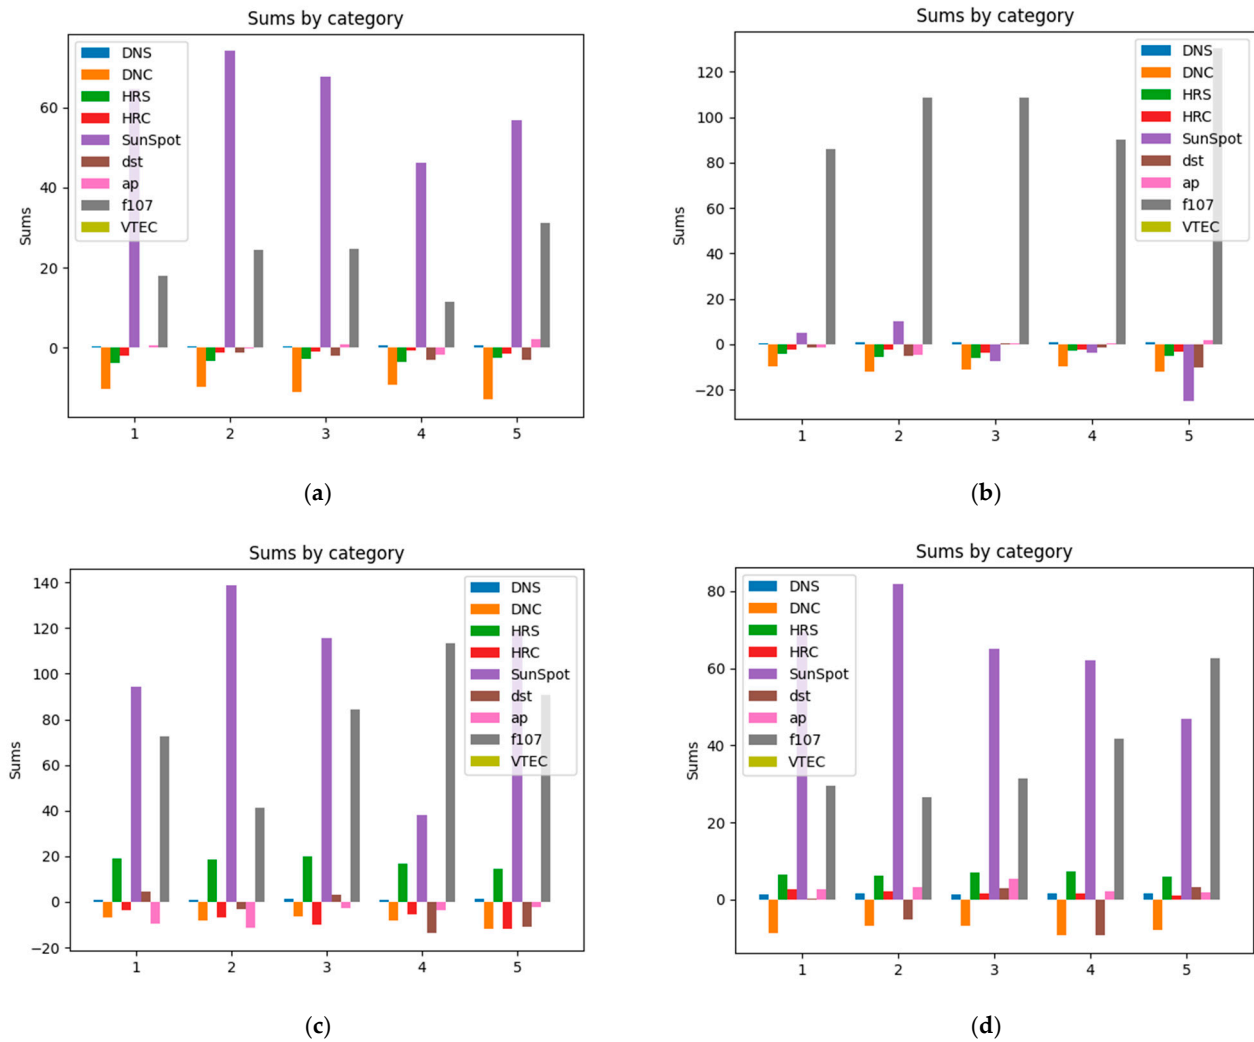 Sums by category
Sums
60
40
20
0
DNS
DNC
HRS
HRC
SunSpot
dst
ap
f107
VTEC
1 2 3 4 5
(a)
Sums by category
Sums
120
100
80
60
40
20
0
−20
DNS
DNC
HRS
HRC
SunSpot
dst
ap
f107
VTEC
1 2 3 4 5
(b)
Sums by category
Sums
140
120
100
80
60
40
20
0
−20
DNS
DNC
HRS
HRC
SunSpot
dst
ap
f107
VTEC
1 2 3 4 5
(c)
Sums by category
Sums
80
60
40
20
0
DNS
DNC
HRS
HRC
SunSpot
dst
ap
f107
VTEC
1 2 3 4 5
(d)